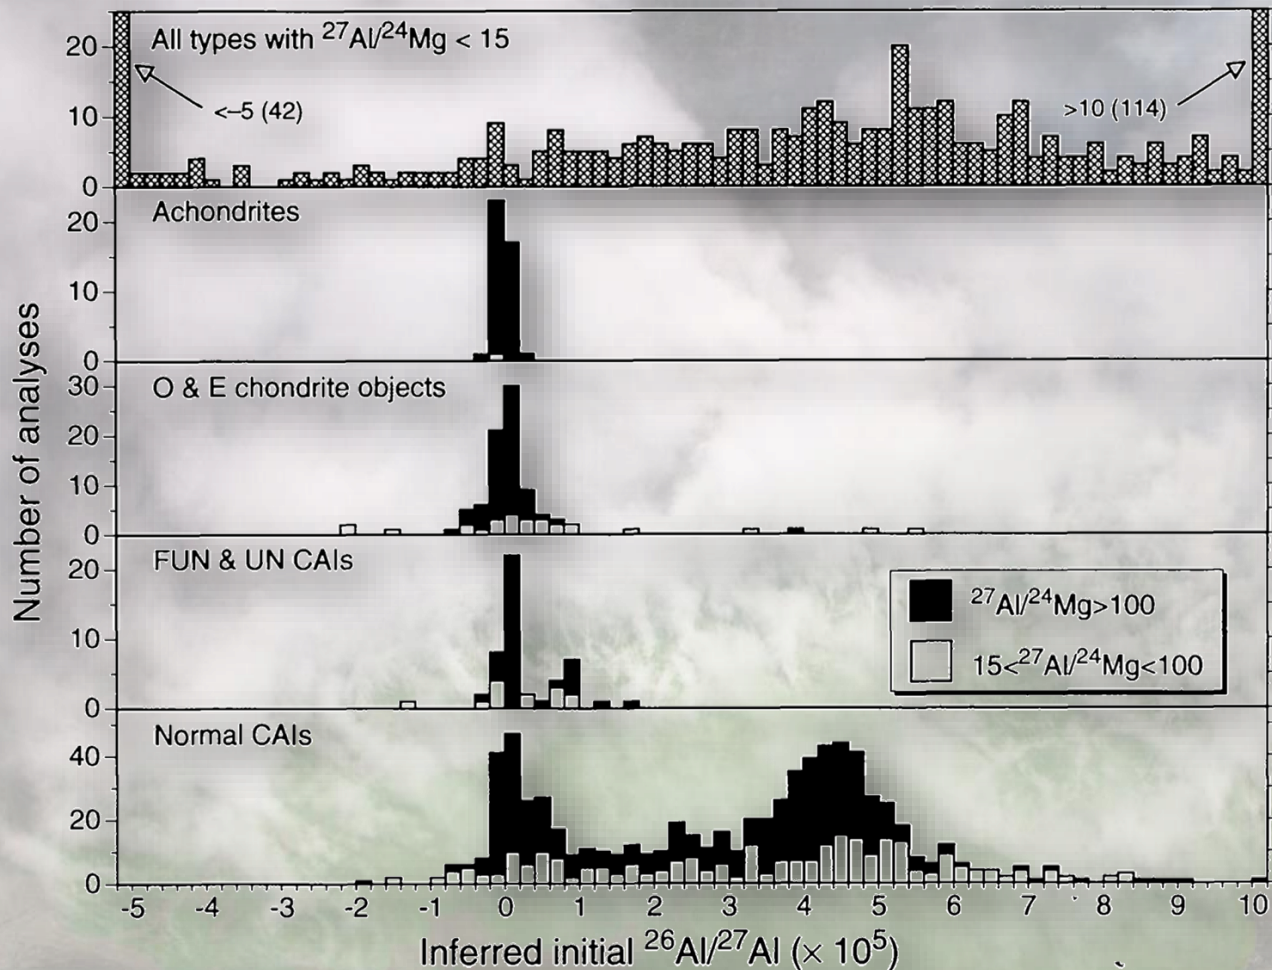 Number of analyses
All types with ²⁷Al/²⁴Mg < 15
<–5 (42)
>10 (114)
20
10
0
Achondrites
20
10
0
O & E chondrite objects
30
20
10
0
FUN & UN CAIs
20
10
0
²⁷Al/²⁴Mg>100
15<²⁷Al/²⁴Mg<100
Normal CAIs
40
20
0
-5 -4 -3 -2 -1 0 1 2 3 4 5 6 7 8 9 10
Inferred initial ²⁶Al/²⁷Al (× 10⁵)